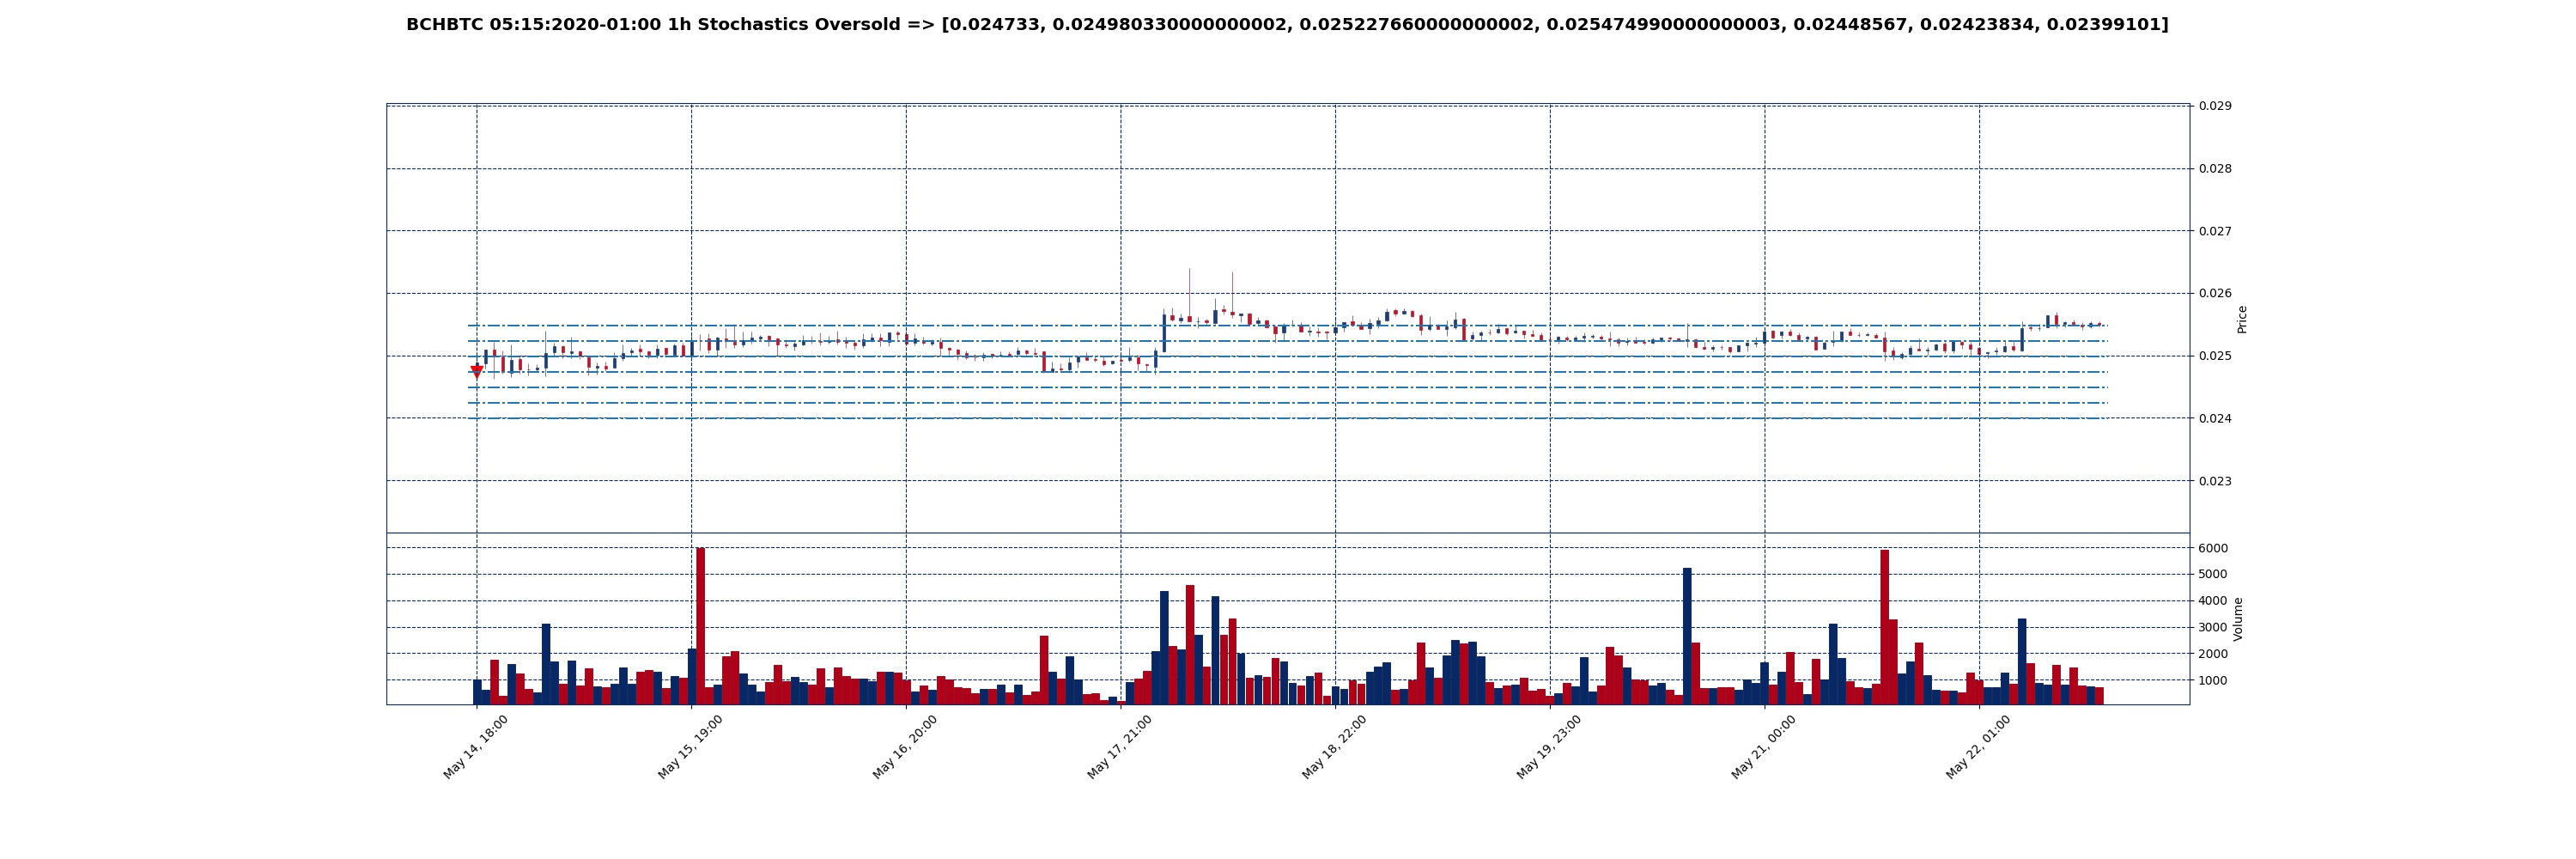 BCHBTC 05:15:2020-01:00 1h Stochastics Oversold => [0.024733, 0.024980330000000002, 0.025227660000000002, 0.025474990000000003, 0.02448567, 0.02423834, 0.02399101]
0.029
0.028
0.027
0.026
0.025
0.024
0.023
Price
6000
5000
4000
3000
2000
1000
Volume
May 14, 18:00
May 15, 19:00
May 16, 20:00
May 17, 21:00
May 18, 22:00
May 19, 23:00
May 21, 00:00
May 22, 01:00